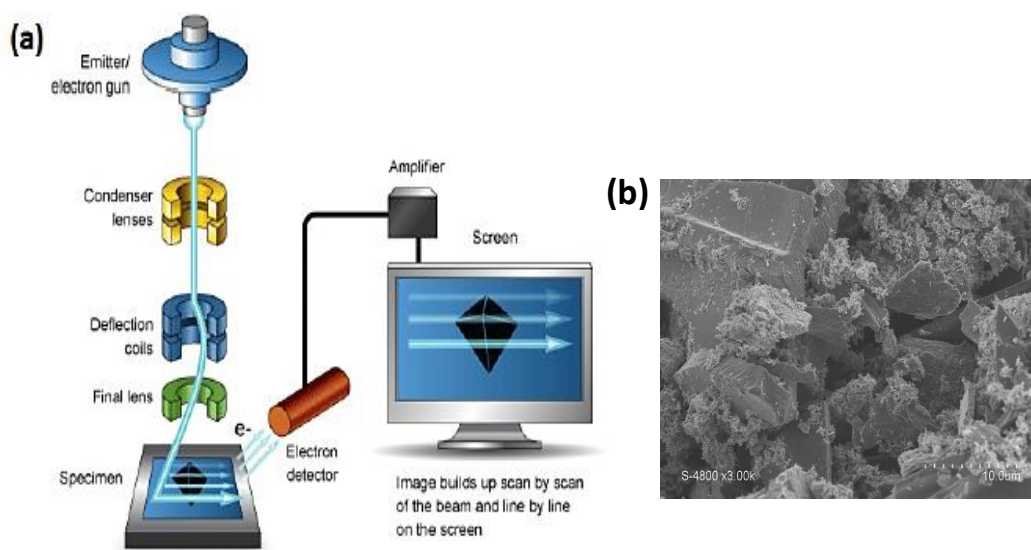 (a)
Emitter/
electron gun
Condenser
lenses
Deflection
coils
Final lens
Specimen
e-
Electron
detector
Amplifier
Screen
Image builds up scan by scan
of the beam and line by line
on the screen
(b)
S-4800 x3.00k
10.0um